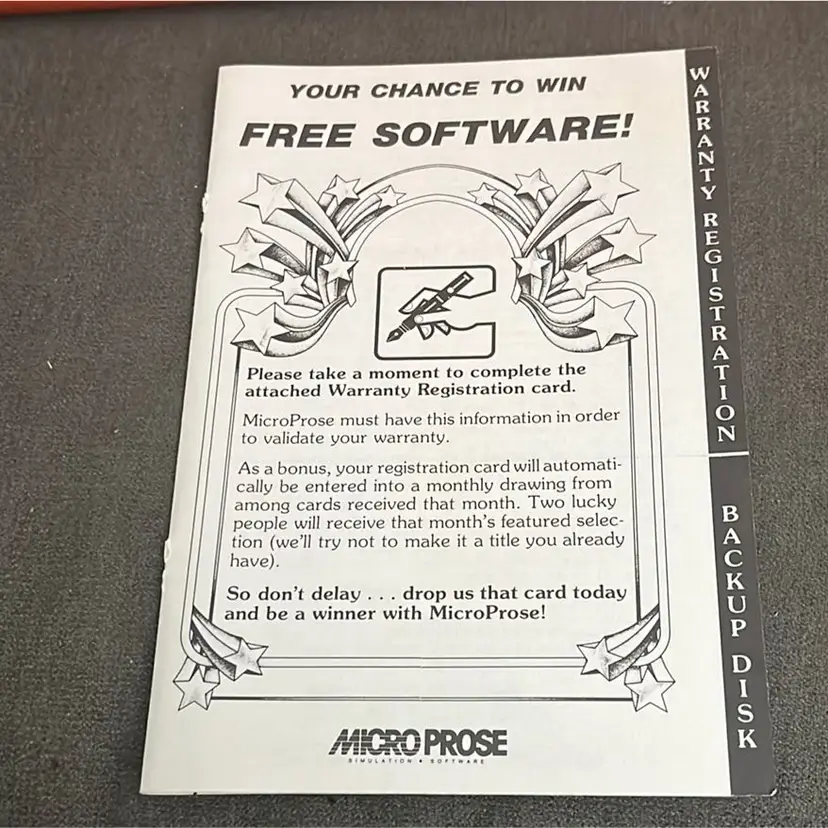 YOUR CHANCE TO WIN
FREE SOFTWARE!
Please take a moment to complete the
attached Warranty Registration card.
MicroProse must have this information in order
to validate your warranty.
As a bonus, your registration card will automati-
cally be entered into a monthly drawing from
among cards received that month. Two lucky
people will receive that month's featured selec-
tion (we'll try not to make it a title you already
have).
So don't delay . . . drop us that card today
and be a winner with MicroProse!
MICROPROSE
SIMULATION • SOFTWARE
WARRANTY REGISTRATION
BACKUP DISK